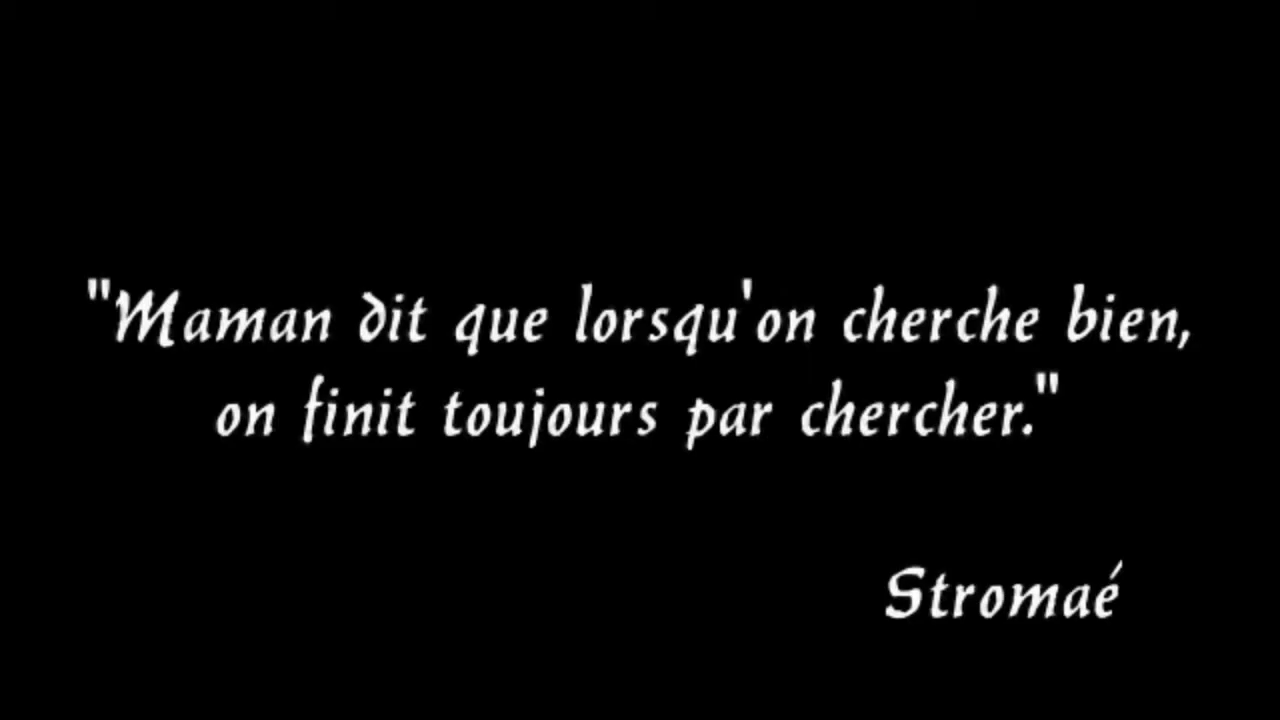 "Maman dit que lorsqu'on cherche bien,
on finit toujours par chercher."
Stromaé